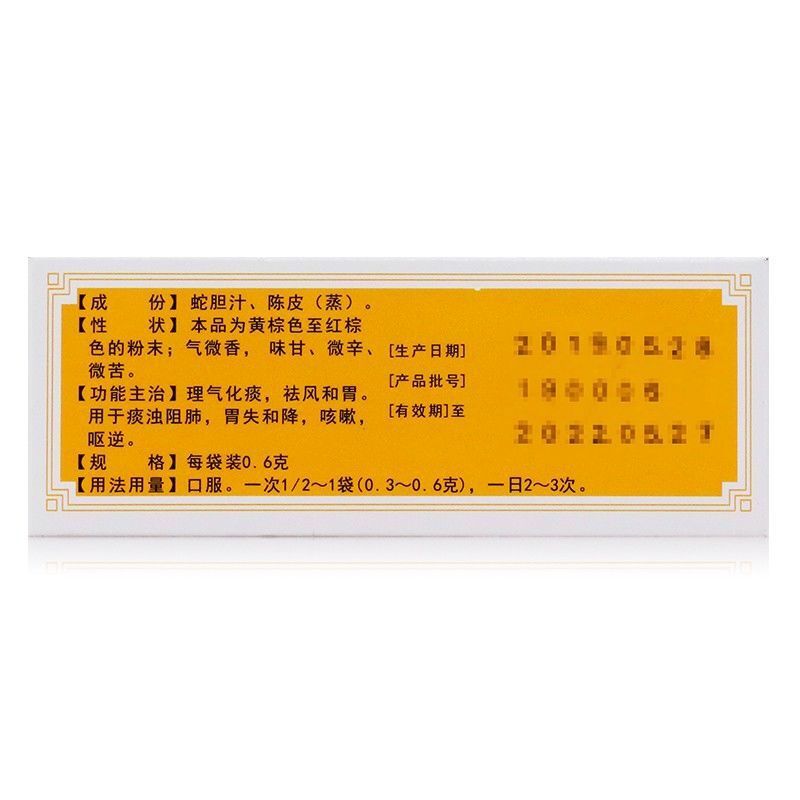 【成 份】蛇胆汁、陈皮（蒸）。
【性 状】本品为黄棕色至红棕
色的粉末；气微香，味甘、微辛、
微苦。
【功能主治】理气化痰，祛风和胃。
用于痰浊阻肺，胃失和降，咳嗽，
呕逆。
【规 格】每袋装0.6克
【用法用量】口服。一次1/2～1袋(0.3～0.6克)，一日2～3次。
[生产日期] 20190528
[产品批号]
[有效期]至 20220527